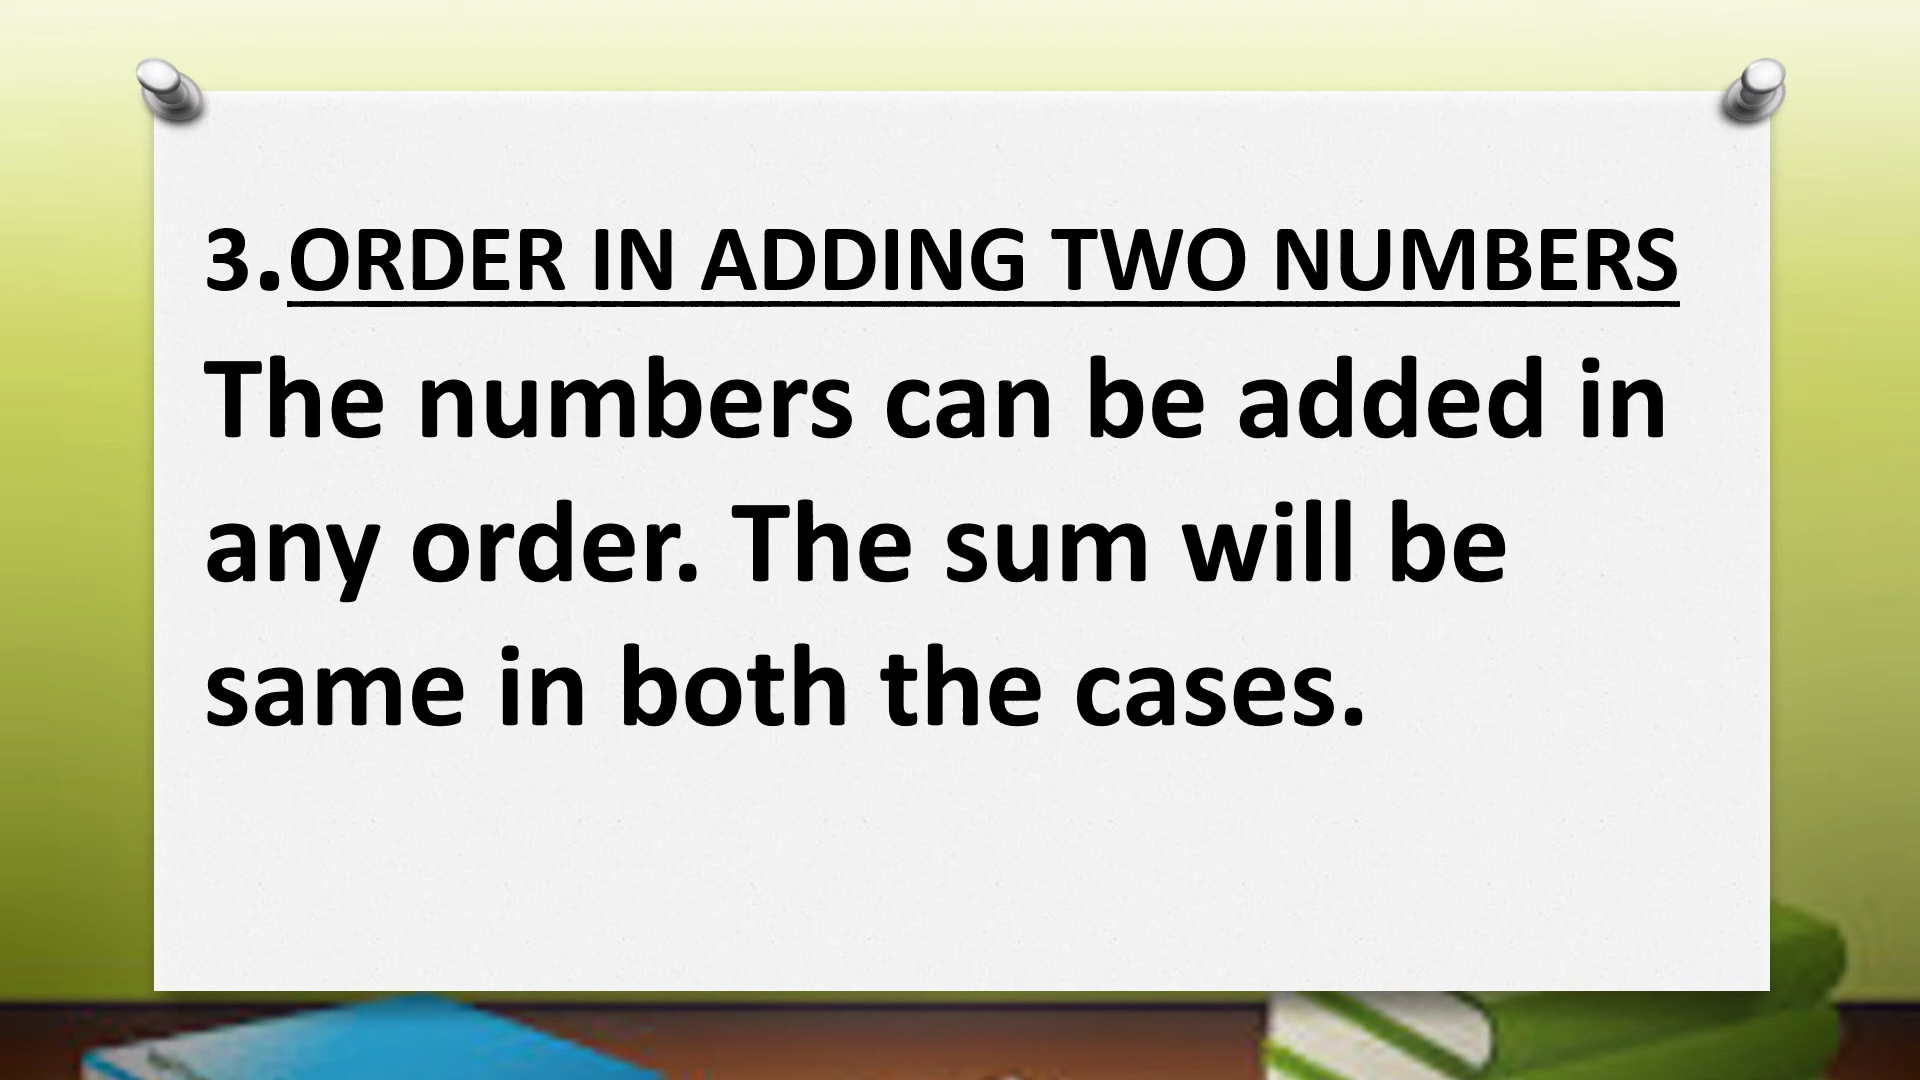 3.ORDER IN ADDING TWO NUMBERS
The numbers can be added in
any order. The sum will be
same in both the cases.